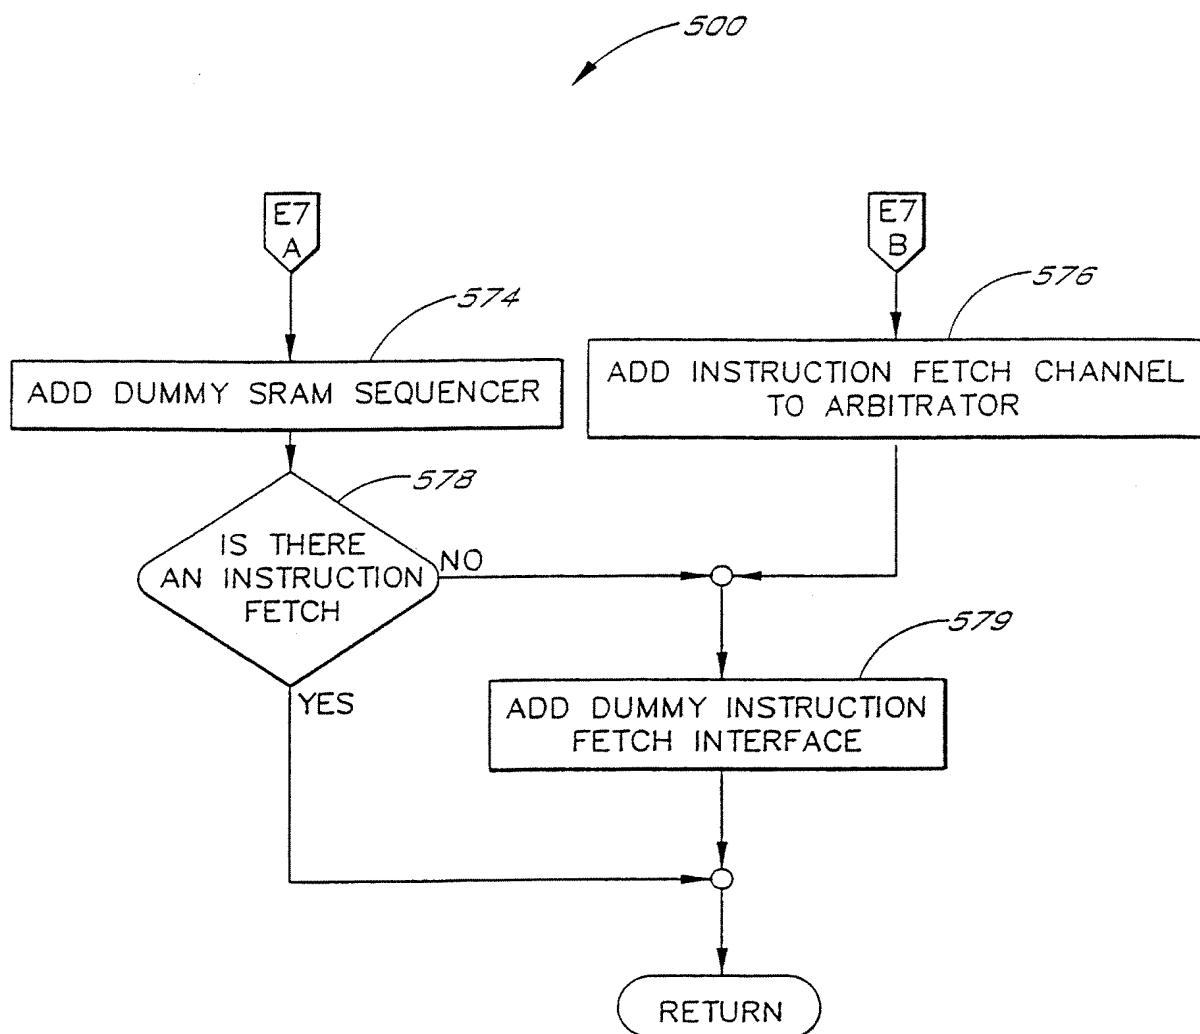 500
E7
A
E7
B
574
576
ADD DUMMY SRAM SEQUENCER
ADD INSTRUCTION FETCH CHANNEL
TO ARBITRATOR
578
IS THERE
AN INSTRUCTION
FETCH
NO
YES
579
ADD DUMMY INSTRUCTION
FETCH INTERFACE
RETURN